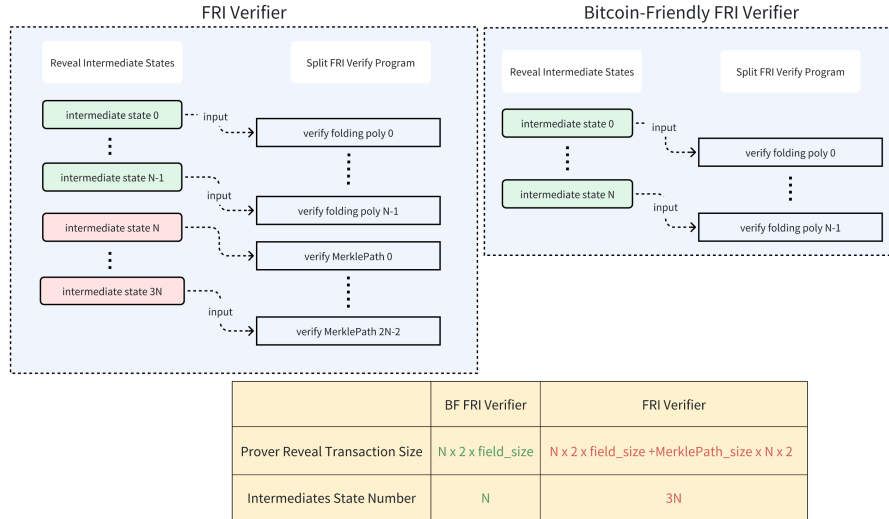 FRI Verifier
Reveal Intermediate States
Split FRI Verify Program
intermediate state 0
input
verify folding poly 0
intermediate state N-1
input
verify folding poly N-1
intermediate state N
verify MerklePath 0
intermediate state 3N
input
verify MerklePath 2N-2
Bitcoin-Friendly FRI Verifier
Reveal Intermediate States
Split FRI Verify Program
intermediate state 0
input
verify folding poly 0
intermediate state N
input
verify folding poly N-1
BF FRI Verifier
FRI Verifier
Prover Reveal Transaction Size
N x 2 x field_size
N x 2 x field_size +MerklePath_size x N x 2
Intermediates State Number
N
3N